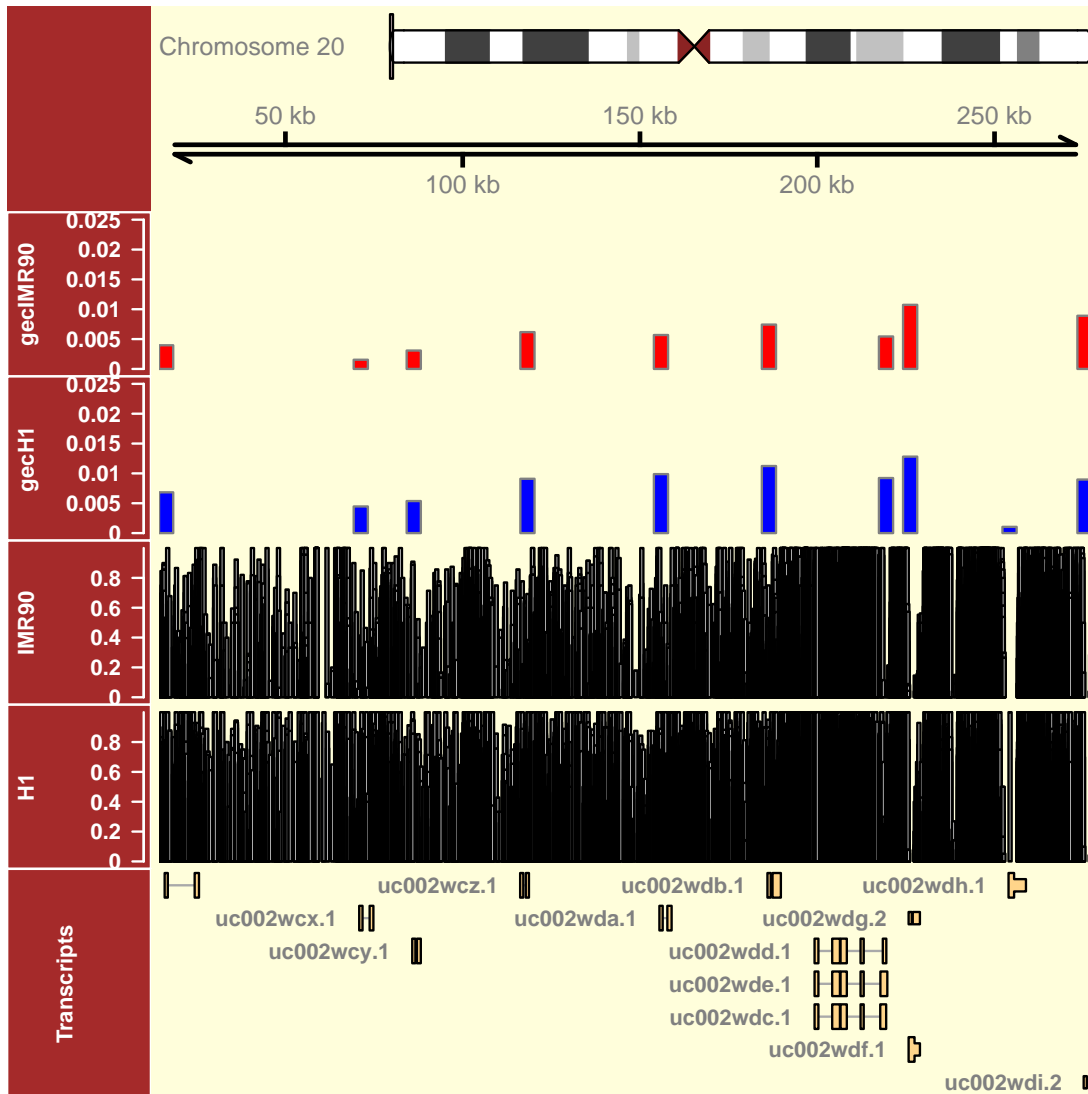 Chromosome 20
50 kb
150 kb
250 kb
100 kb
200 kb
gecIMR90
0.025
0.02
0.015
0.01
0.005
0
gecH1
0.025
0.02
0.015
0.01
0.005
0
IMR90
0.8
0.6
0.4
0.2
0
H1
0.8
0.6
0.4
0.2
0
Transcripts
uc002wcz.1
uc002wdb.1
uc002wdh.1
uc002wcx.1
uc002wda.1
uc002wdg.2
uc002wcy.1
uc002wdd.1
uc002wde.1
uc002wdc.1
uc002wdf.1
uc002wdi.2